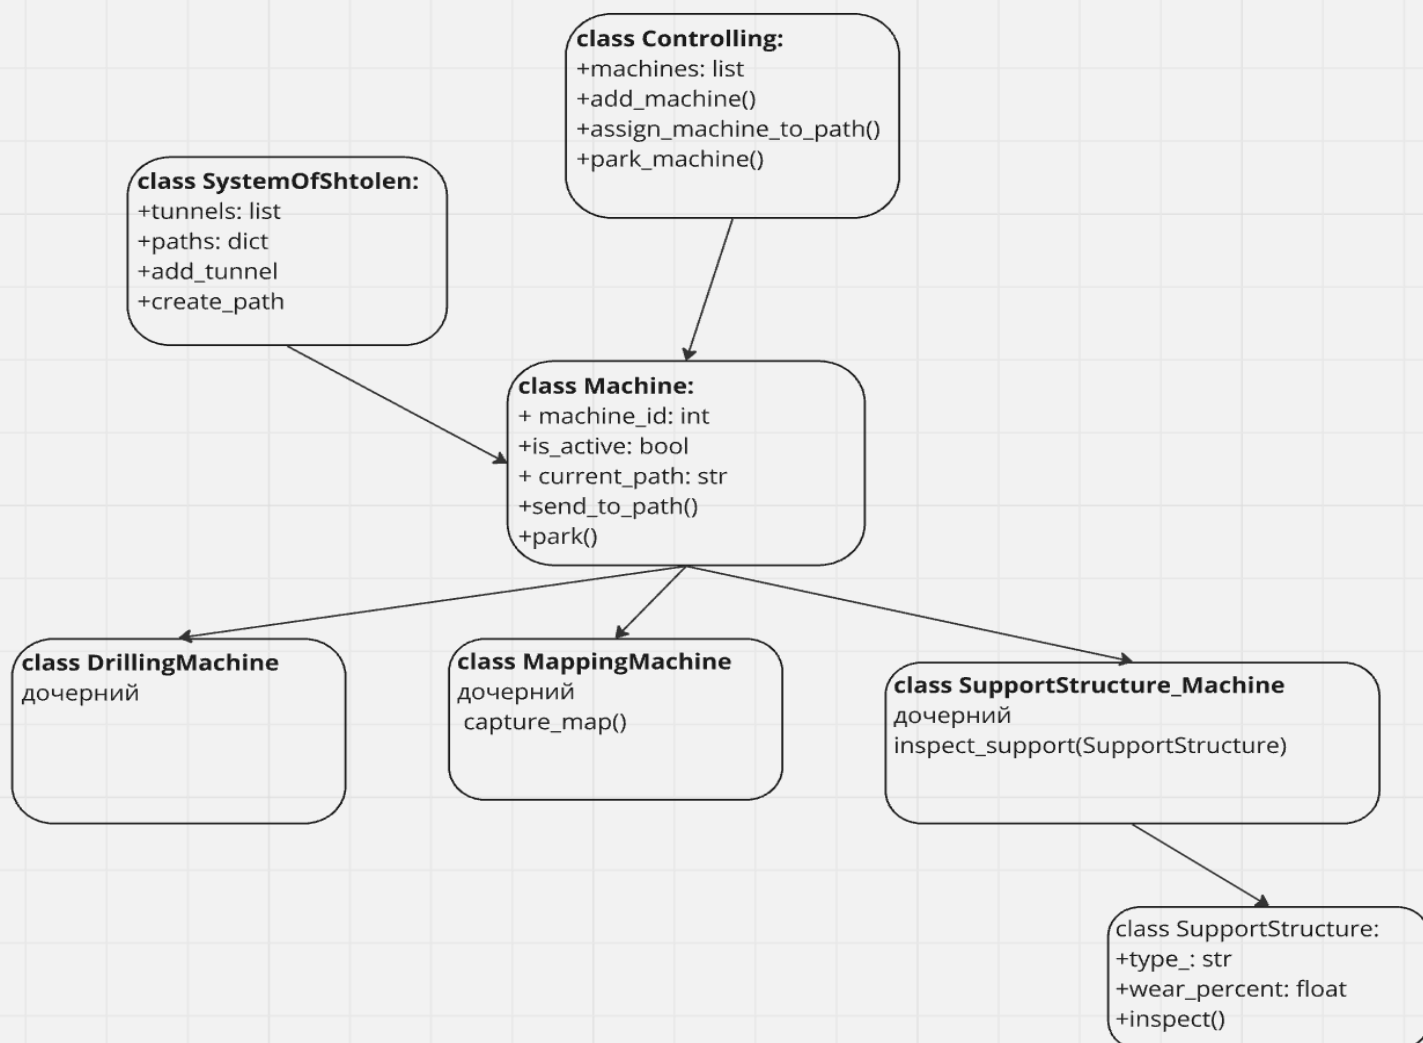 class Controlling:
+machines: list
+add_machine()
+assign_machine_to_path()
+park_machine()
class SystemOfShtolen:
+tunnels: list
+paths: dict
+add_tunnel
+create_path
class Machine:
+ machine_id: int
+is_active: bool
+ current_path: str
+send_to_path()
+park()
class DrillingMachine
дочерний
class MappingMachine
дочерний
capture_map()
class SupportStructure_Machine
дочерний
inspect_support(SupportStructure)
class SupportStructure:
+type_: str
+wear_percent: float
+inspect()